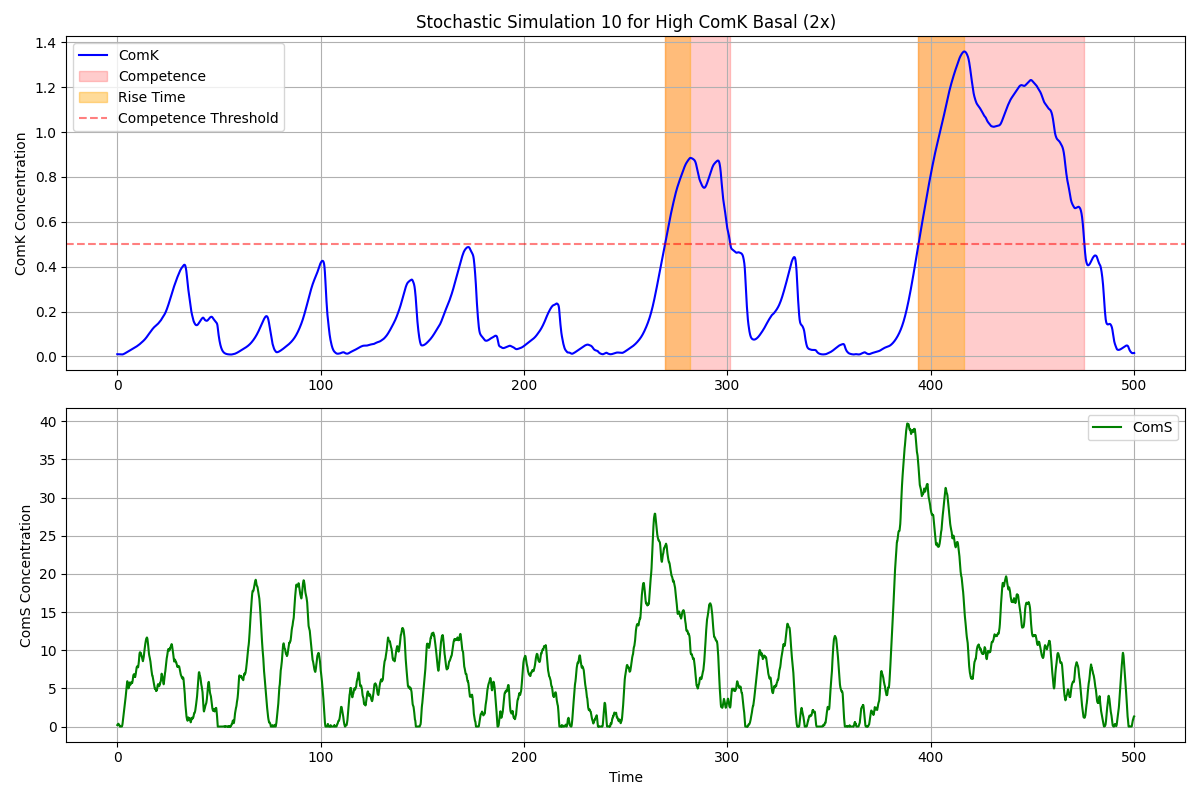 Stochastic Simulation 10 for High ComK Basal (2x)
ComK Concentration
1.4
1.2
1.0
0.8
0.6
0.4
0.2
0.0
ComK
Competence
Rise Time
Competence Threshold
0 100 200 300 400 500
ComS Concentration
40
35
30
25
20
15
10
5
0
ComS
0 100 200 300 400 500
Time